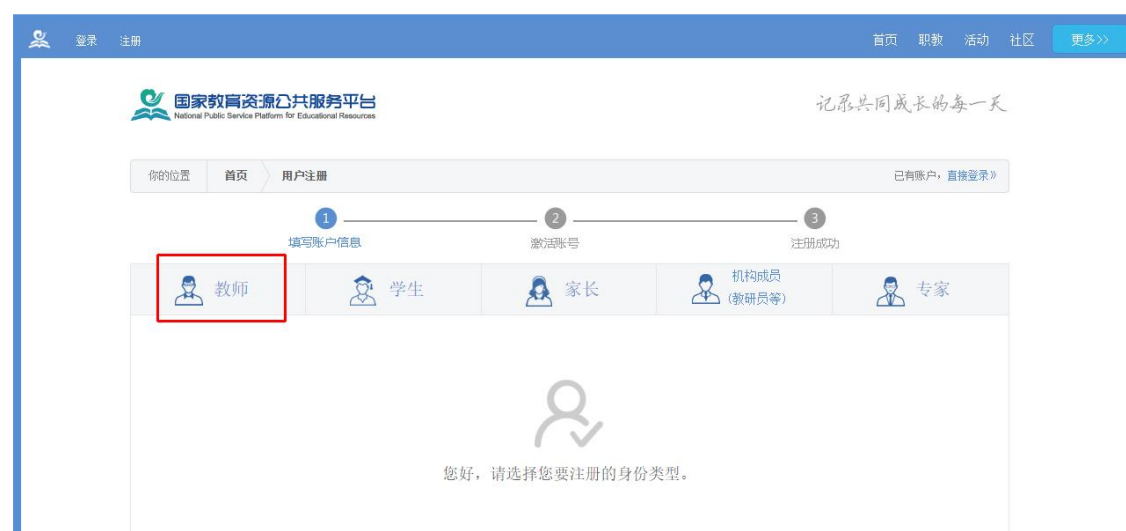 登录 注册 首页 职教 活动 社区 更多>>
国家教育资源公共服务平台
National Public Service Platform for Educational Resources
记录共同成长的每一天
你的位置 首页 用户注册 已有账户，直接登录》
1 2 3
填写账户信息 激活账号 注册成功
教师 学生 家长 机构成员 专家
(教研员等)
您好，请选择您要注册的身份类型。